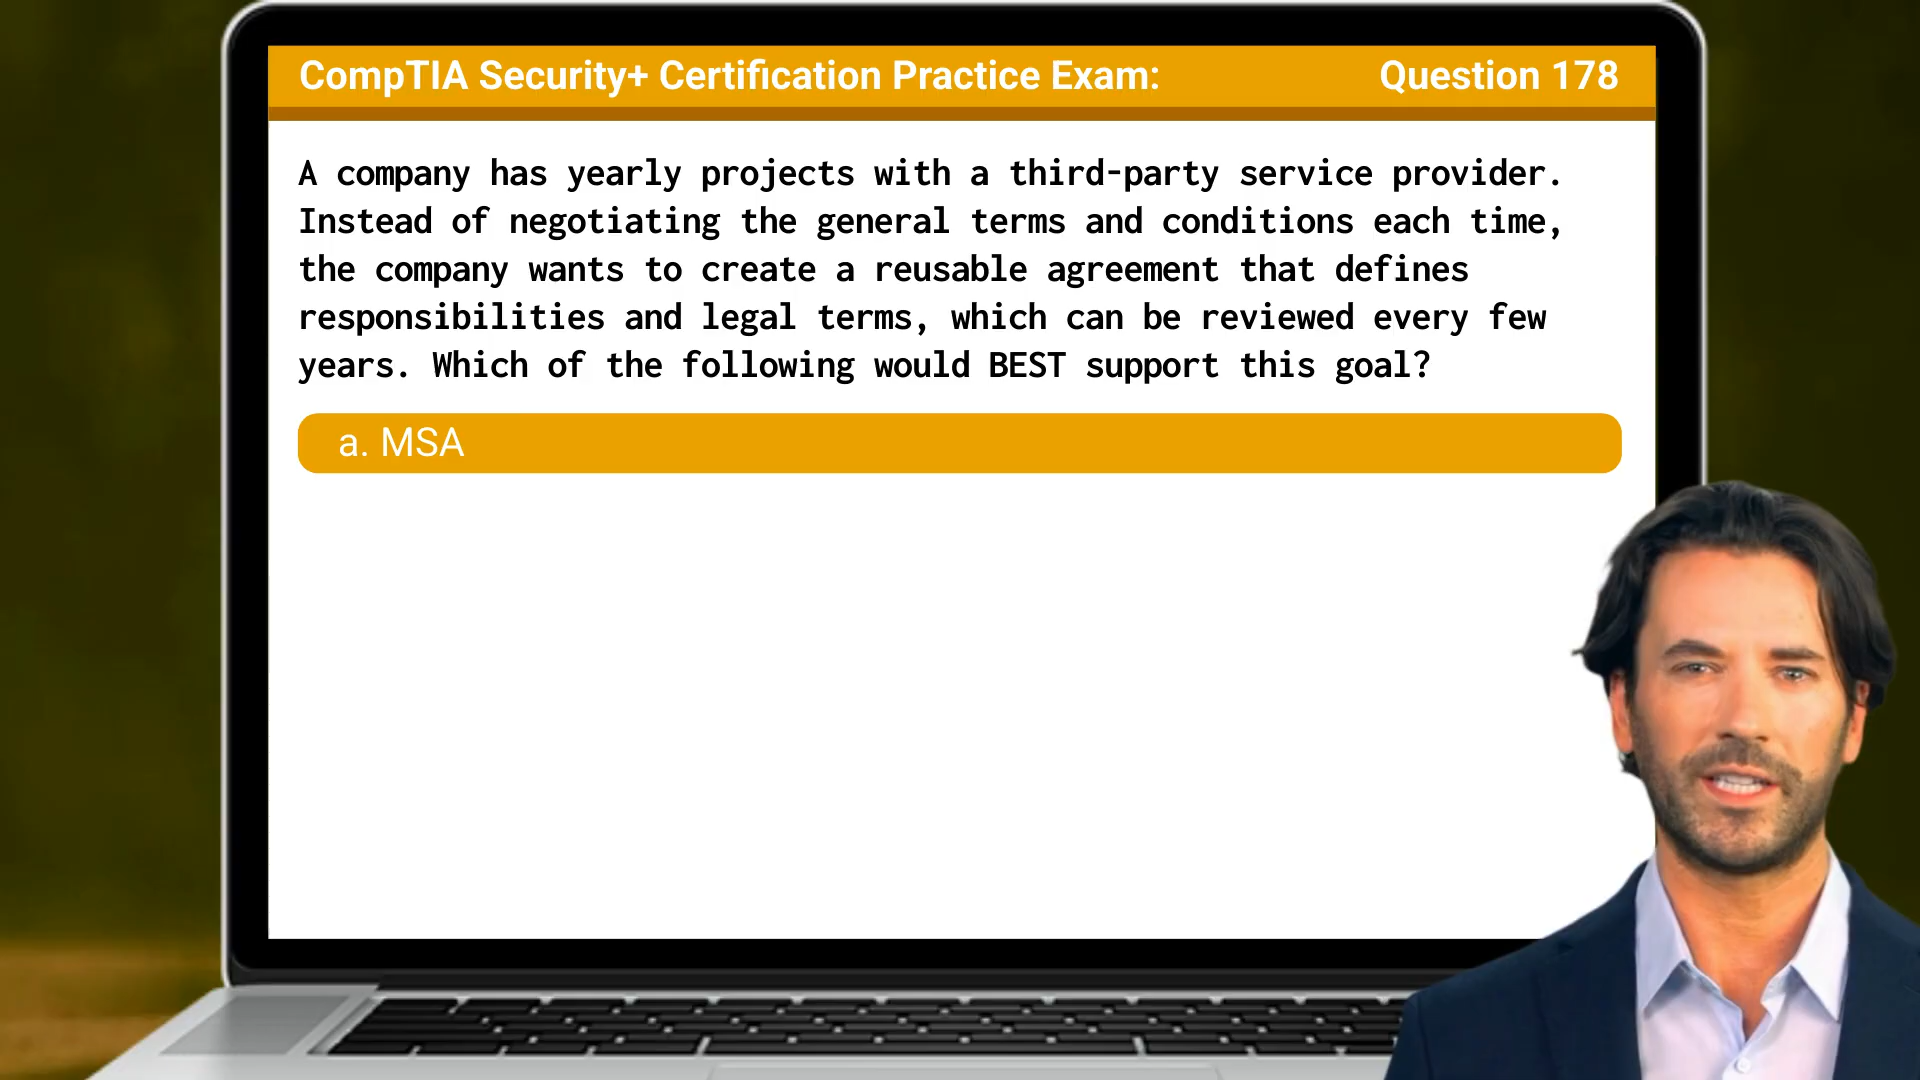 CompTIA Security+ Certification Practice Exam: Question 178
A company has yearly projects with a third-party service provider.
Instead of negotiating the general terms and conditions each time,
the company wants to create a reusable agreement that defines
responsibilities and legal terms, which can be reviewed every few
years. Which of the following would BEST support this goal?
a. MSA